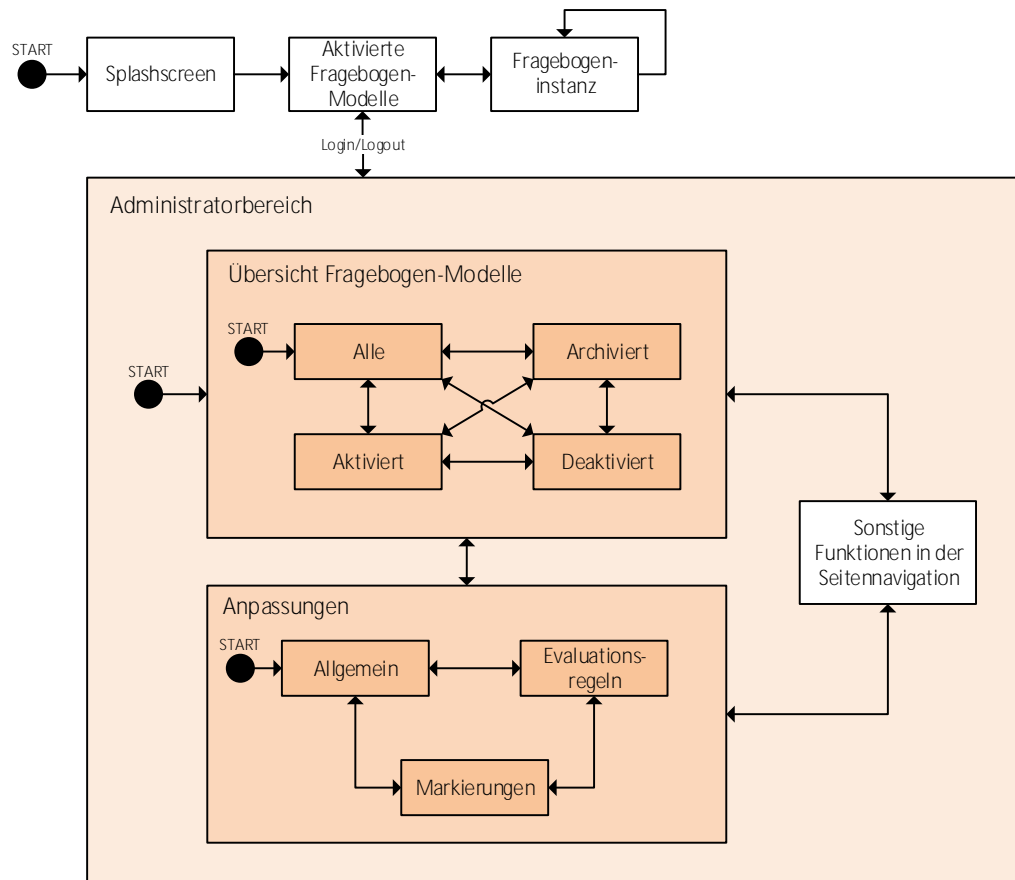 START
Splashscreen
Aktivierte
Fragebogen-
Modelle
Fragebogen-
instanz
Login/Logout
Administratorbereich
Übersicht Fragebogen-Modelle
START
Alle
Archiviert
START
Aktiviert
Deaktiviert
Sonstige
Funktionen in der
Seitennavigation
Anpassungen
START
Allgemein
Evaluations-
regeln
Markierungen